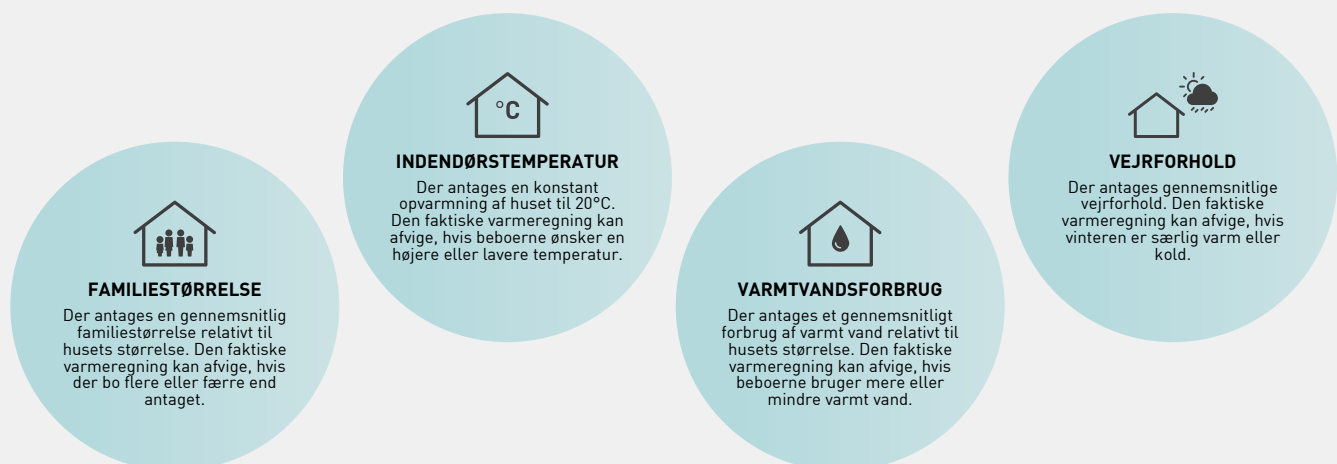 °C
INDENDØRSTEMPERATUR
Der antages en konstant
opvarmning af huset til 20°C.
Den faktiske varmeregning kan
afvige, hvis beboerne ønsker en
højere eller lavere temperatur.
VEJRFORHOLD
Der antages gennemsnitlige
vejrforhold. Den faktiske
varmeregning kan afvige, hvis
vinteren er særlig varm eller
kold.
FAMILIESTØRRELSE
Der antages en gennemsnitlig
familiestørrelse relativt til
husets størrelse. Den faktiske
varmeregning kan afvige, hvis
der bo flere eller færre end
antaget.
VARMTVANDSFORBRUG
Der antages et gennemsnitligt
forbrug af varmt vand relativt til
husets størrelse. Den faktiske
varmeregning kan afvige, hvis
beboerne bruger mere eller
mindre varmt vand.